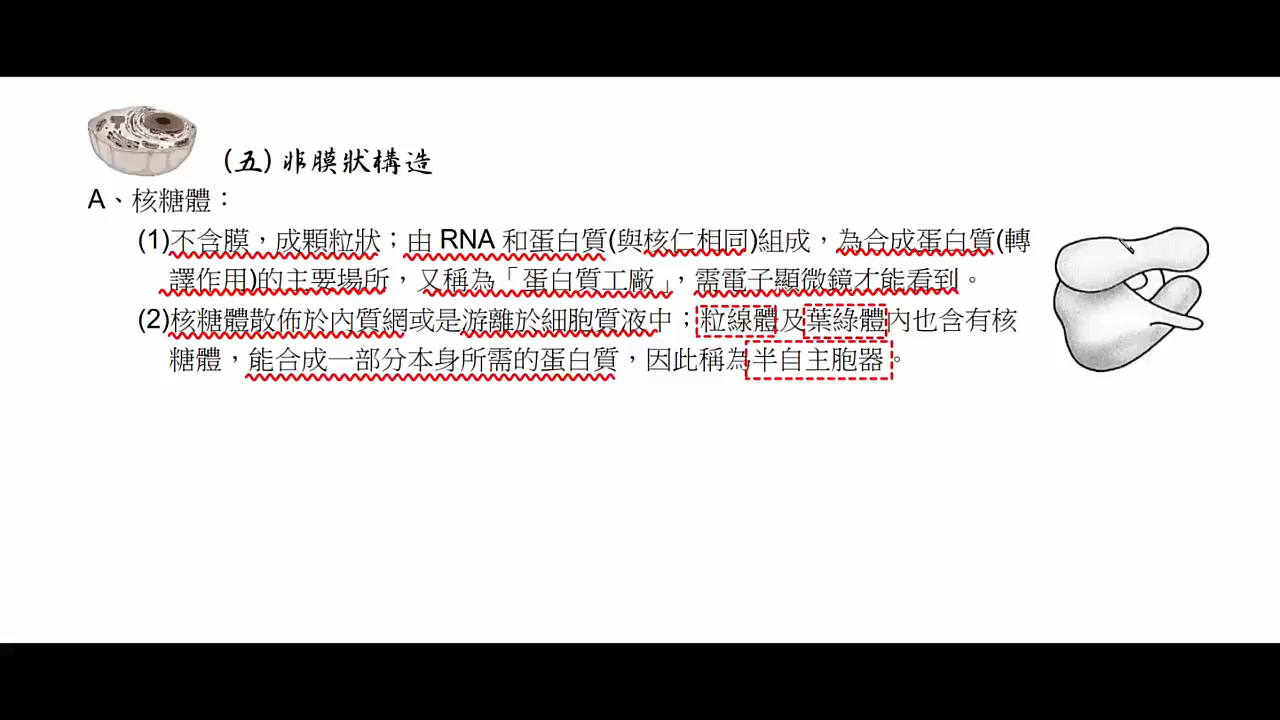 (五) 非膜狀構造
A、核糖體：
(1)不含膜，成顆粒狀；由 RNA 和蛋白質(與核仁相同)組成，為合成蛋白質(轉
譯作用)的主要場所，又稱為「蛋白質工廠」，需電子顯微鏡才能看到。
(2)核糖體散佈於內質網或是游離於細胞質液中；粒線體及葉綠體內也含有核
糖體，能合成一部分本身所需的蛋白質，因此稱為半自主胞器。